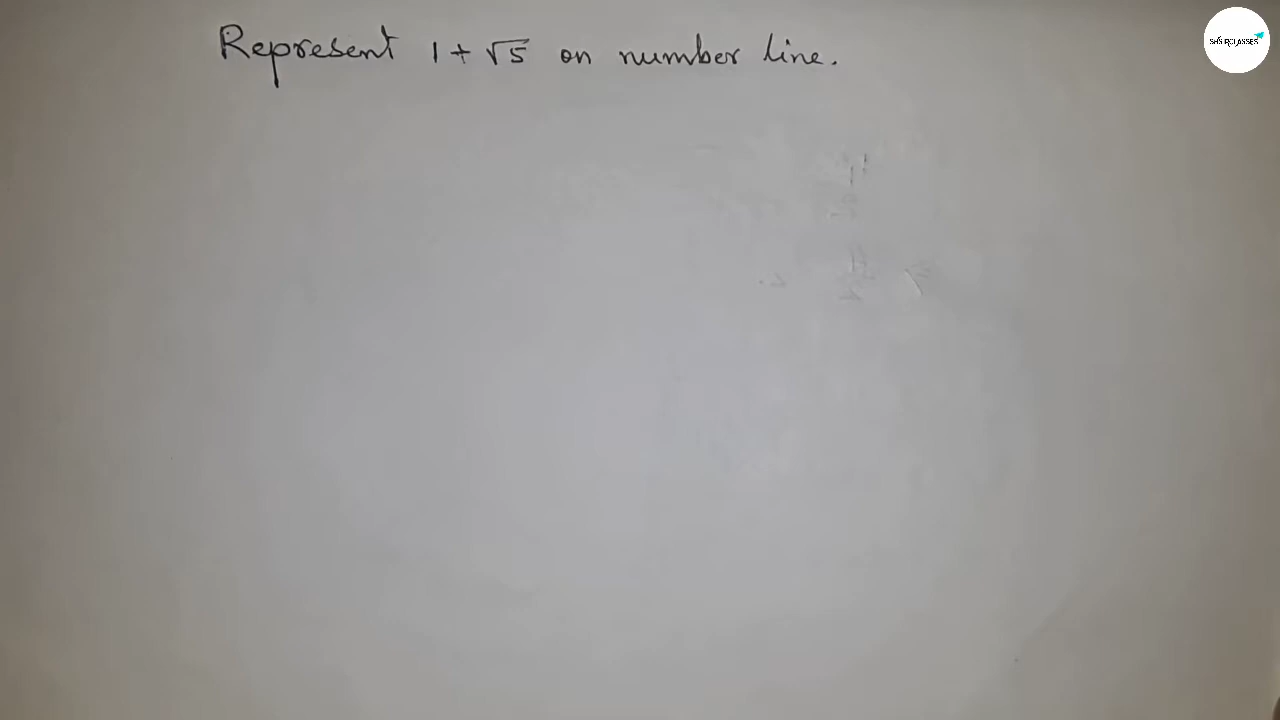 Represent 1 + √5 on number line.